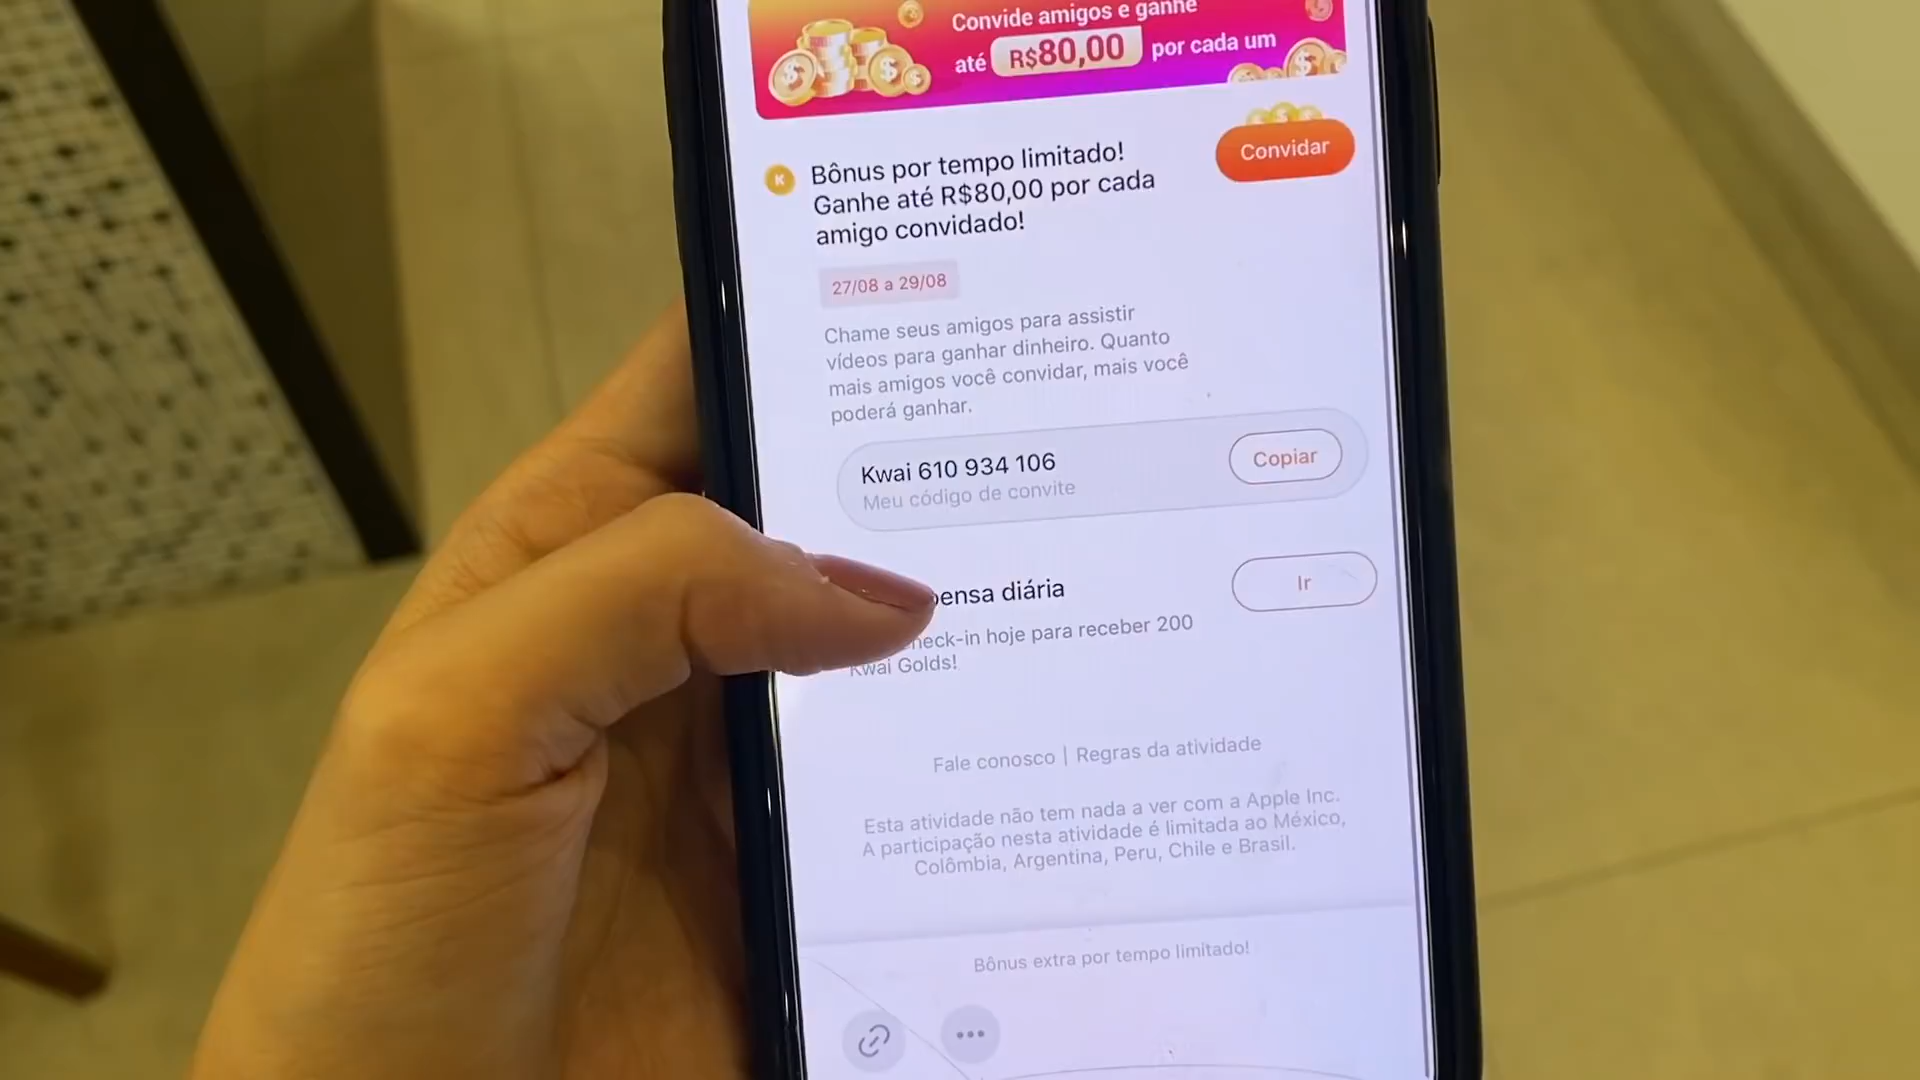 Convide amigos e ganhe
até R$80,00 por cada um
Bônus por tempo limitado!
Ganhe até R$80,00 por cada
amigo convidado!
Convidar
27/08 a 29/08
Chame seus amigos para assistir
vídeos para ganhar dinheiro. Quanto
mais amigos você convidar, mais você
poderá ganhar.
Kwai 610 934 106
Meu código de convite
Copiar
diária
Ir
hoje para receber 200
Kwai Golds!
Fale conosco | Regras da atividade
Esta atividade não tem nada a ver com a Apple Inc.
A participação nesta atividade é limitada ao México,
Colômbia, Argentina, Peru, Chile e Brasil.
Bônus extra por tempo limitado!